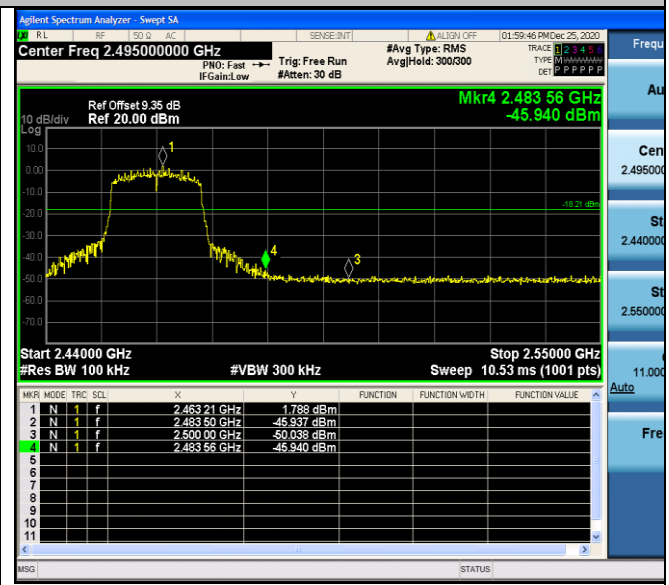 Agilent Spectrum Analyzer - Swept SA
RL RF 50 Ω AC SENSE:INT ALIGN OFF 01:59:46 PM Dec 25, 2020
Center Freq 2.495000000 GHz #Avg Type: RMS TRACE 1 2 3 4 5 6
PNO: Fast Trig: Free Run Avg|Hold: 300/300 TYPE M WWWWW
IFGain:Low #Atten: 30 dB DET P P P P P P
Frequ
Ref Offset 9.35 dB Mkr4 2.483 56 GHz
10 dB/div Ref 20.00 dBm -45.940 dBm
Log
10.0
0.00
-10.0
-20.0
-30.0
-40.0
-50.0
-60.0
-70.0
1
-18.21 dBm
4
3
Start 2.44000 GHz Stop 2.55000 GHz
#Res BW 100 kHz #VBW 300 kHz Sweep 10.53 ms (1001 pts)
MKR MODE TRC SCL X Y FUNCTION FUNCTION WIDTH FUNCTION VALUE
1 N 1 f 2.463 21 GHz 1.788 dBm
2 N 1 f 2.483 50 GHz -45.937 dBm
3 N 1 f 2.500 00 GHz -50.038 dBm
4 N 1 f 2.483 56 GHz -45.940 dBm
5
6
7
8
9
10
11
MSG STATUS
Au
Cen
2.495000
St
2.440000
St
2.550000
11.000
Auto
Fre